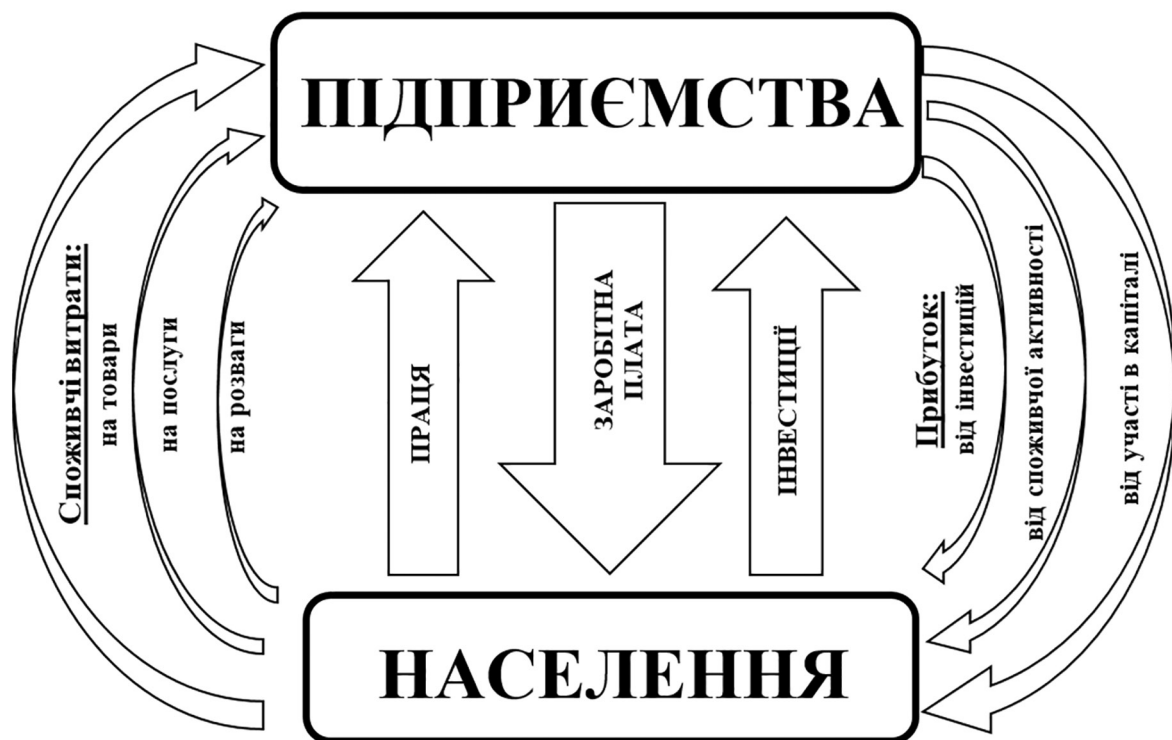 ПІДПРИЄМСТВА
Споживчі витрати:
на товари
на послуги
на розваги
ПРАЦЯ
ЗАРОБІТНА
ПЛАТА
ІНВЕСТИЦІЇ
Прибуток:
від інвестицій
від споживчої активності
від участі в капіталі
НАСЕЛЕННЯ